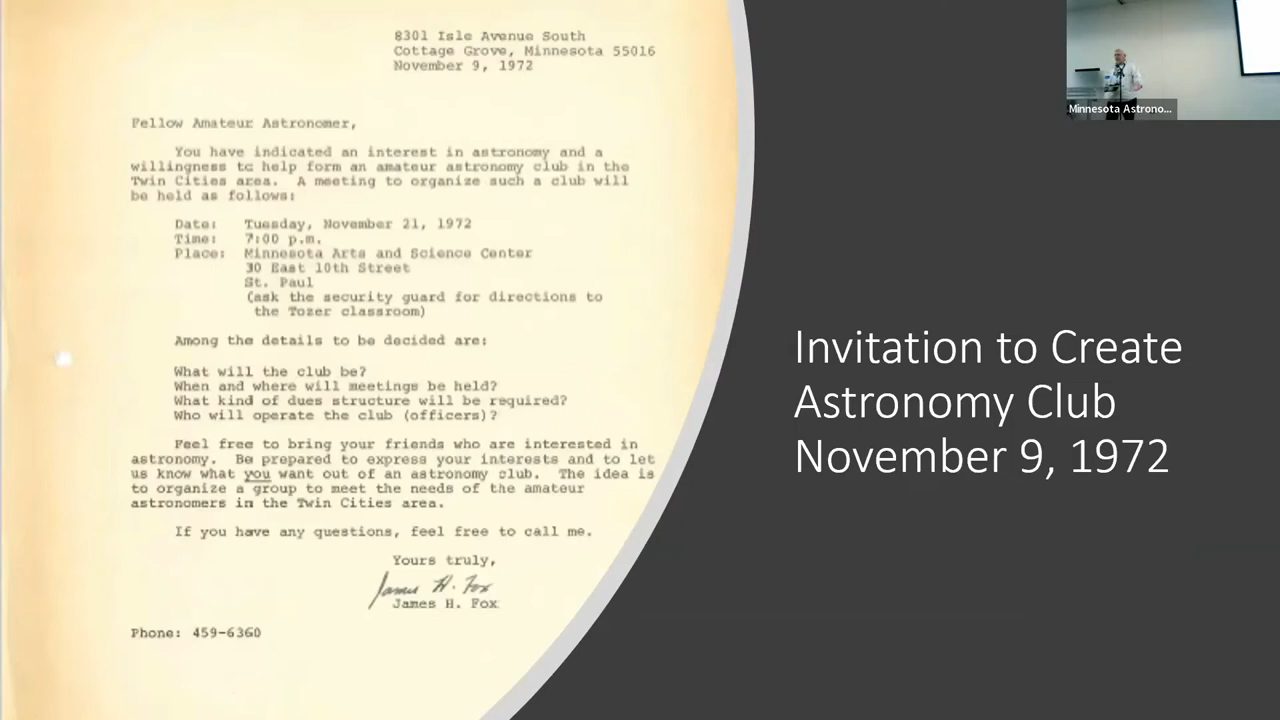 8301 Isle Avenue South
Cottage Grove, Minnesota 55016
November 9, 1972
Fellow Amateur Astronomer,
You have indicated an interest in astronomy and a
willingness to help form an amateur astronomy club in the
Twin Cities area. A meeting to organize such a club will
be held as follows:
Date: Tuesday, November 21, 1972
Time: 7:00 p.m.
Place: Minnesota Arts and Science Center
30 East 10th Street
St. Paul
(ask the security guard for directions to
the Tozer classroom)
Among the details to be decided are:
What will the club be?
When and where will meetings be held?
What kind of dues structure will be required?
Who will operate the club (officers)?
Feel free to bring your friends who are interested in
astronomy. Be prepared to express your interests and to let
us know what you want out of an astronomy club. The idea is
to organize a group to meet the needs of the amateur
astronomers in the Twin Cities area.
If you have any questions, feel free to call me.
Yours truly,
James H. Fox
James H. Fox
Phone: 459-6360
Invitation to Create
Astronomy Club
November 9, 1972
Minnesota Astrono...